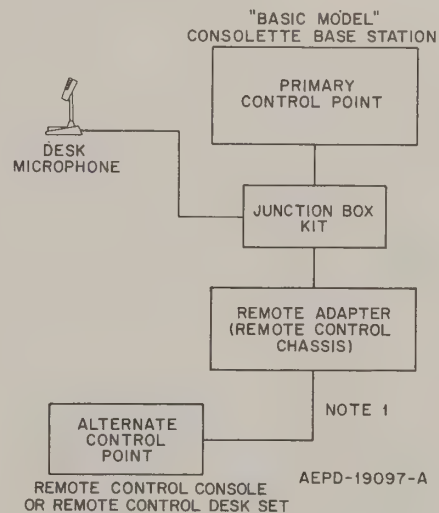 "BASIC MODEL"
CONSOLETTE BASE STATION
PRIMARY
CONTROL POINT
DESK
MICROPHONE
JUNCTION BOX
KIT
REMOTE ADAPTER
(REMOTE CONTROL
CHASSIS)
NOTE 1
ALTERNATE
CONTROL
POINT
AEPD-19097-A
REMOTE CONTROL CONSOLE
OR REMOTE CONTROL DESK SET